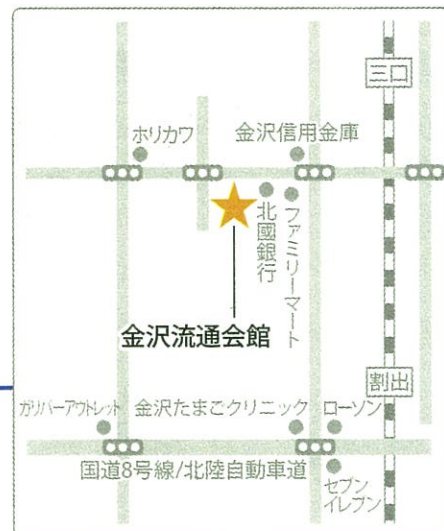 三口
ホリカワ
金沢信用金庫
北國銀行
ファミリーマート
金沢流通会館
割出
ガリバーアウトレット
金沢たまごクリニック
ローソン
国道8号線/北陸自動車道
セブン
イレブン